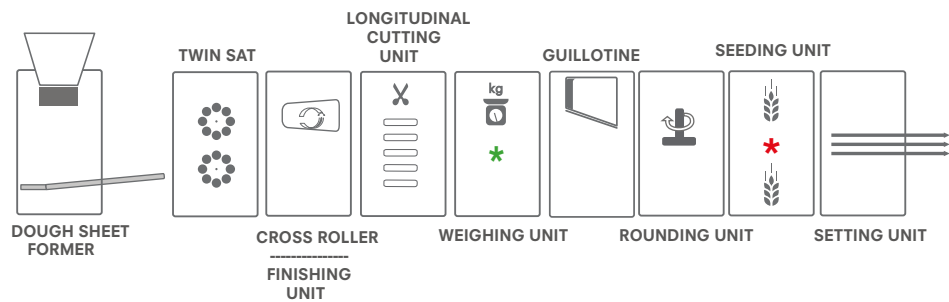 LONGITUDINAL
CUTTING
UNIT
TWIN SAT
GUILLOTINE
SEEDING UNIT
kg
*
*
DOUGH SHEET
FORMER
CROSS ROLLER
---------------
FINISHING
UNIT
WEIGHING UNIT
ROUNDING UNIT
SETTING UNIT